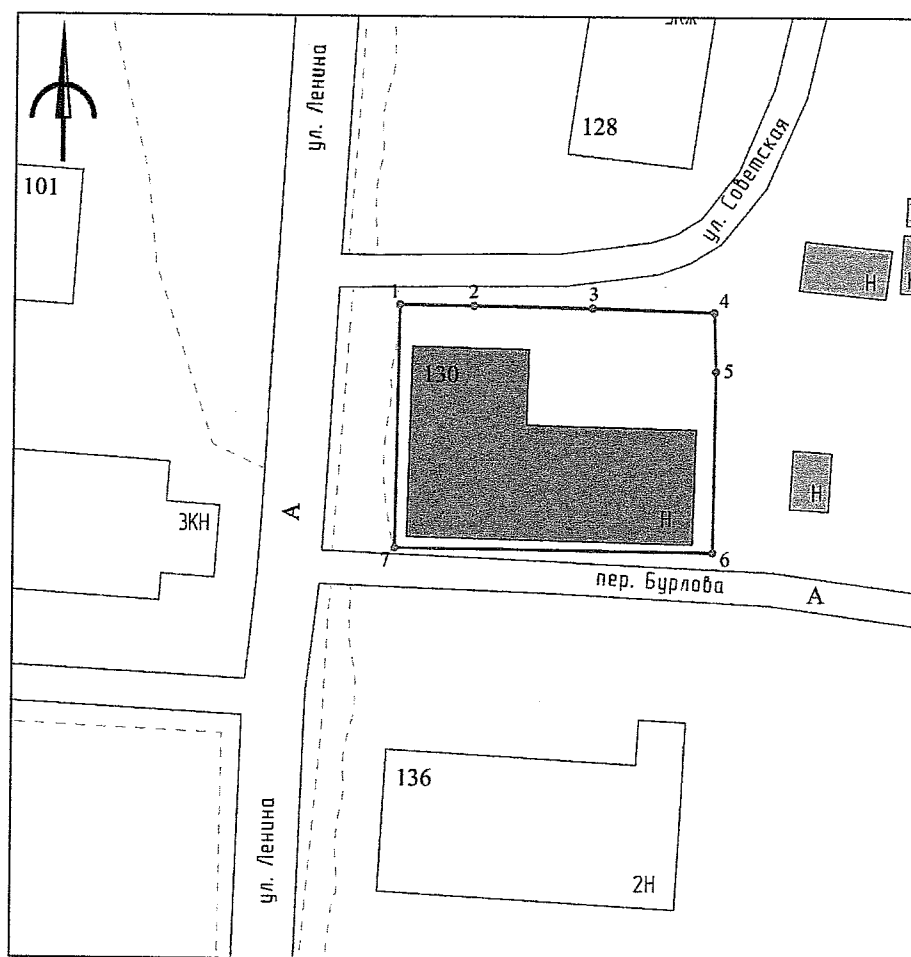 ул. Ленина
128
ул. Советская
101
Н
1
2
3
4
130
5
Н
3КН
А
Н
7
6
пер. Бурлова
А
136
ул. Ленина
2Н